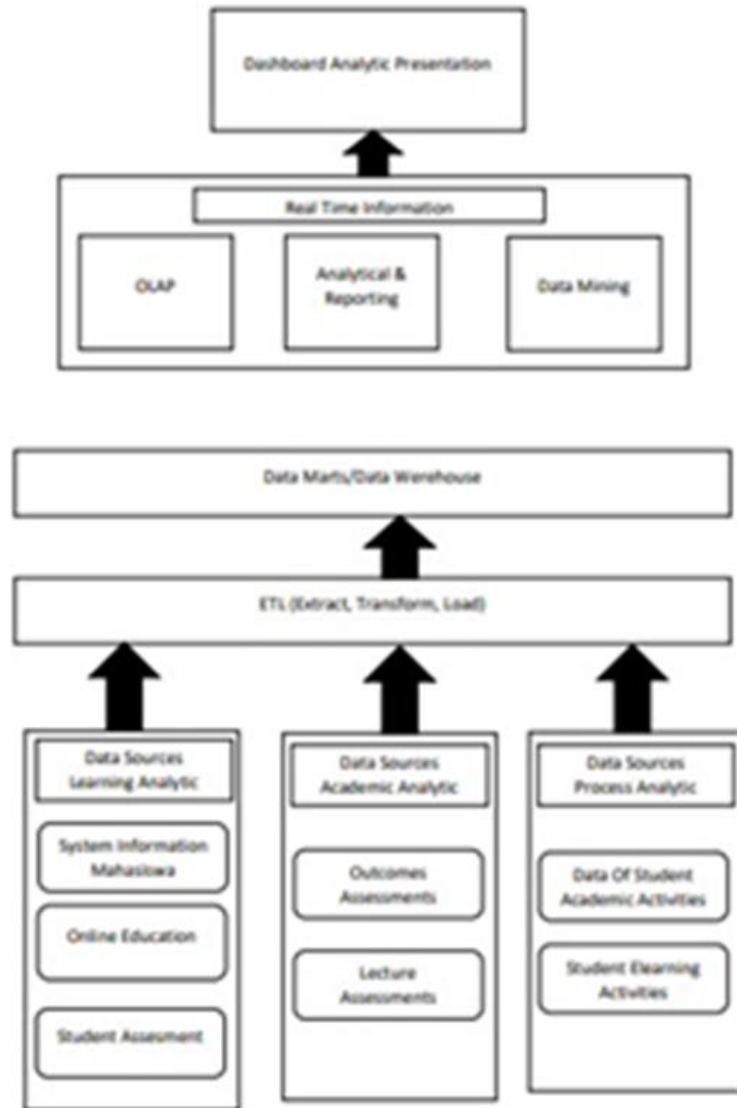 Dashboard Analytic Presentation
Real Time Information
OLAP
Analytical &
Reporting
Data Mining
Data Marts/Data Werehouse
ETL (Extract, Transform, Load)
Data Sources
Learning Analytic
System Information
Mahasiswa
Online Education
Student Assesment
Data Sources
Academic Analytic
Outcomes
Assessments
Lecture
Assessments
Data Sources
Process Analytic
Data Of Student
Academic Activities
Student Elearning
Activities